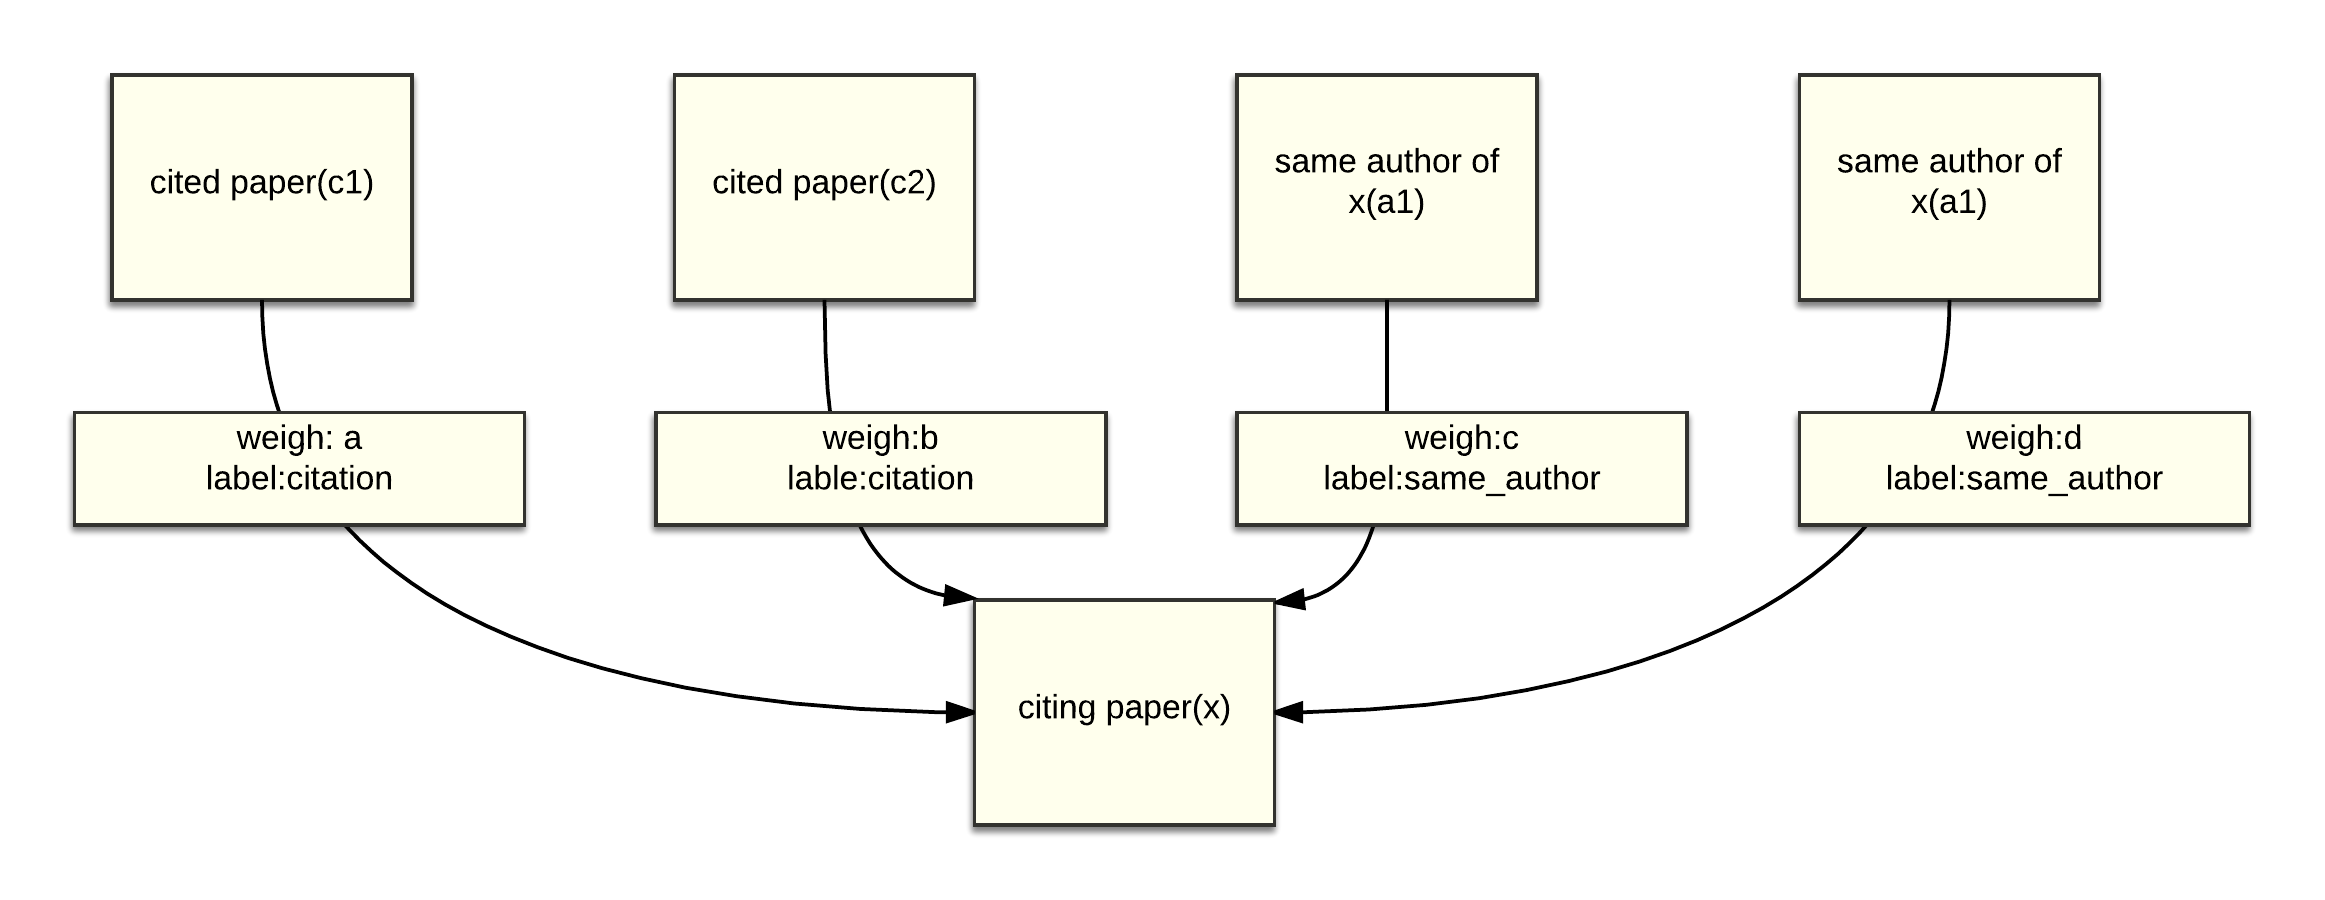 cited paper(c1)
cited paper(c2)
same author of
x(a1)
same author of
x(a1)
weigh: a
label:citation
weigh:b
lable:citation
weigh:c
label:same_author
weigh:d
label:same_author
citing paper(x)